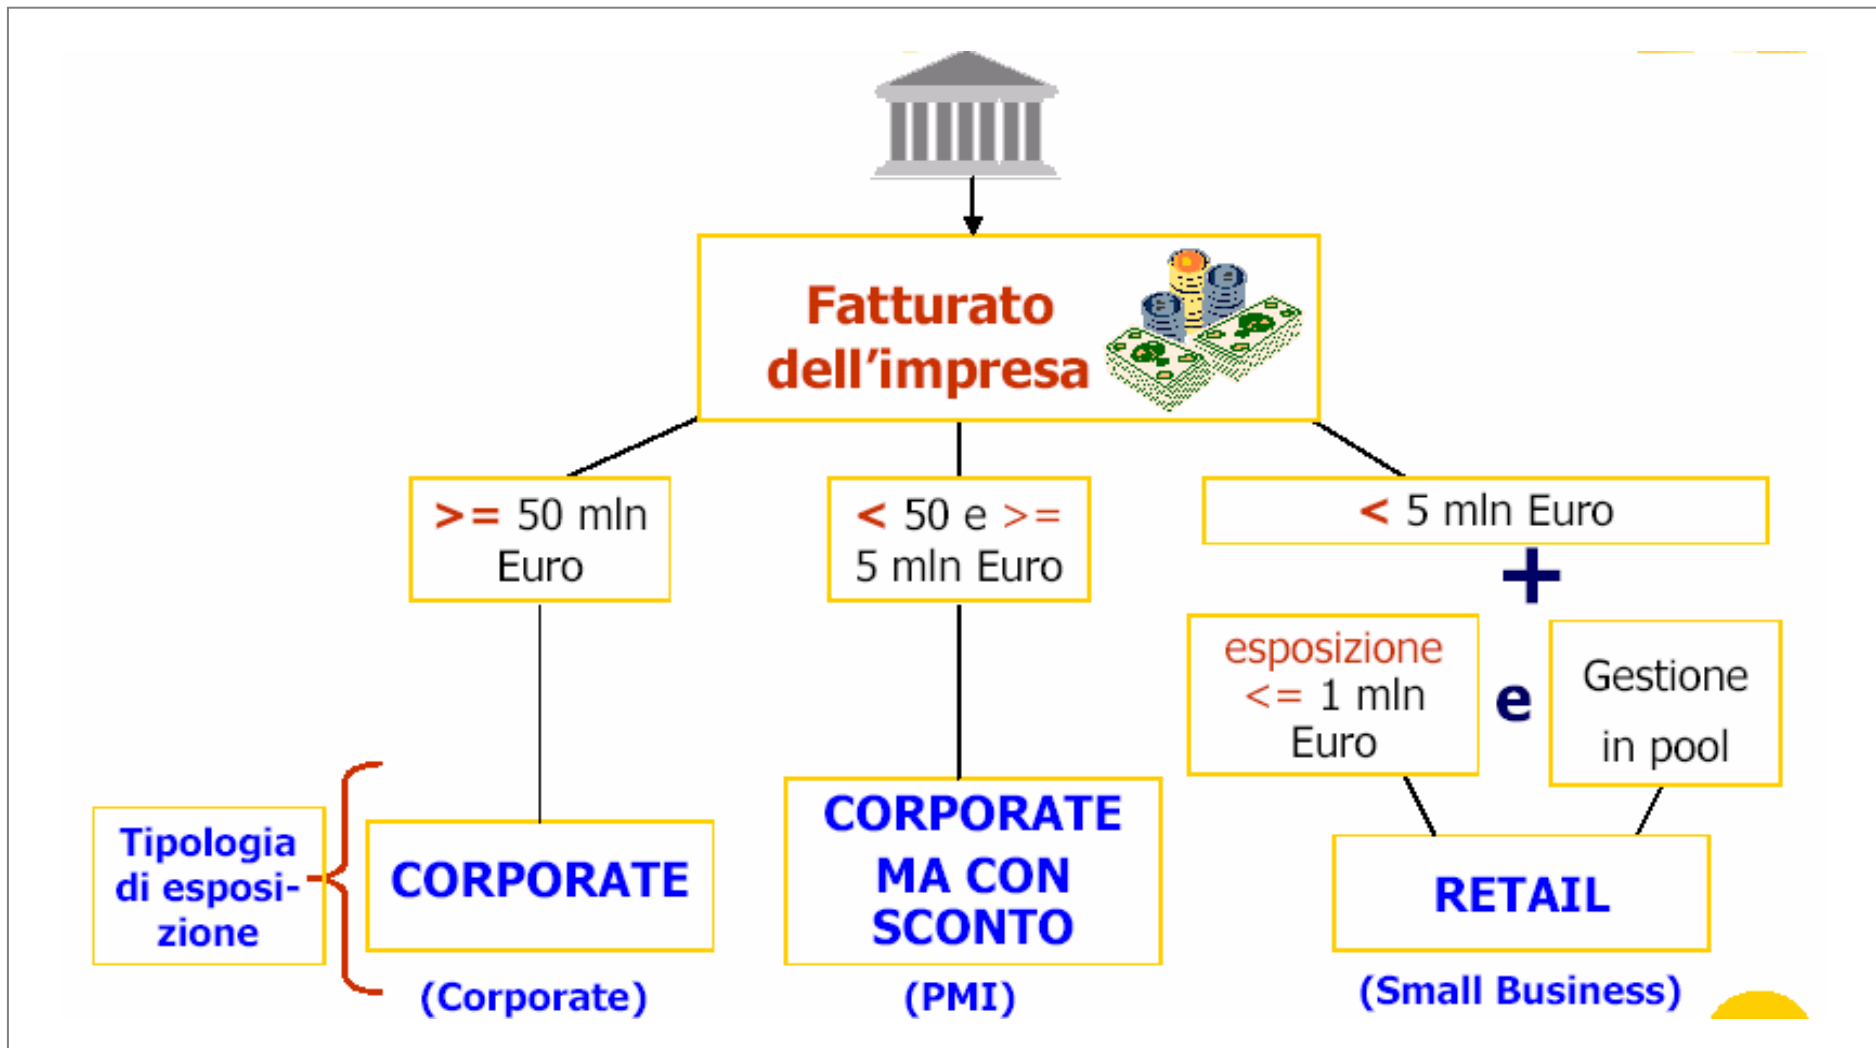 Fatturato
dell’impresa
>= 50 mln
Euro
< 50 e >=
5 mln Euro
< 5 mln Euro
+
esposizione
<= 1 mln
Euro
e
Gestione
in pool
Tipologia
di esposi-
zione
CORPORATE
CORPORATE
MA CON
SCONTO
RETAIL
(Corporate)
(PMI)
(Small Business)